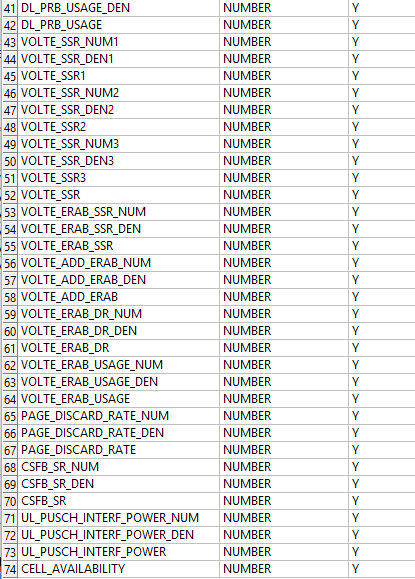 41 DL_PRB_USAGE_DEN NUMBER Y
42 DL_PRB_USAGE NUMBER Y
43 VOLTE_SSR_NUM1 NUMBER Y
44 VOLTE_SSR_DEN1 NUMBER Y
45 VOLTE_SSR1 NUMBER Y
46 VOLTE_SSR_NUM2 NUMBER Y
47 VOLTE_SSR_DEN2 NUMBER Y
48 VOLTE_SSR2 NUMBER Y
49 VOLTE_SSR_NUM3 NUMBER Y
50 VOLTE_SSR_DEN3 NUMBER Y
51 VOLTE_SSR3 NUMBER Y
52 VOLTE_SSR NUMBER Y
53 VOLTE_ERAB_SSR_NUM NUMBER Y
54 VOLTE_ERAB_SSR_DEN NUMBER Y
55 VOLTE_ERAB_SSR NUMBER Y
56 VOLTE_ADD_ERAB_NUM NUMBER Y
57 VOLTE_ADD_ERAB_DEN NUMBER Y
58 VOLTE_ADD_ERAB NUMBER Y
59 VOLTE_ERAB_DR_NUM NUMBER Y
60 VOLTE_ERAB_DR_DEN NUMBER Y
61 VOLTE_ERAB_DR NUMBER Y
62 VOLTE_ERAB_USAGE_NUM NUMBER Y
63 VOLTE_ERAB_USAGE_DEN NUMBER Y
64 VOLTE_ERAB_USAGE NUMBER Y
65 PAGE_DISCARD_RATE_NUM NUMBER Y
66 PAGE_DISCARD_RATE_DEN NUMBER Y
67 PAGE_DISCARD_RATE NUMBER Y
68 CSFB_SR_NUM NUMBER Y
69 CSFB_SR_DEN NUMBER Y
70 CSFB_SR NUMBER Y
71 UL_PUSCH_INTERF_POWER_NUM NUMBER Y
72 UL_PUSCH_INTERF_POWER_DEN NUMBER Y
73 UL_PUSCH_INTERF_POWER NUMBER Y
74 CELL_AVAILABILITY NUMBER Y